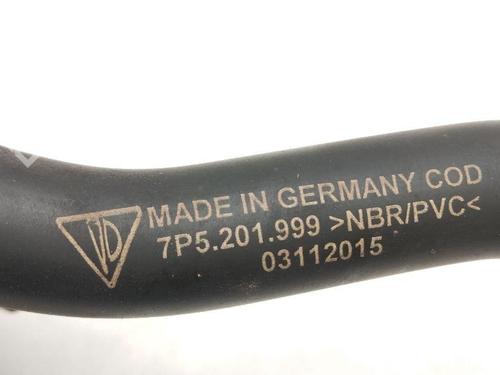 MADE IN GERMANY COD
7P5.201.999 >NBR/PVC<
03112015